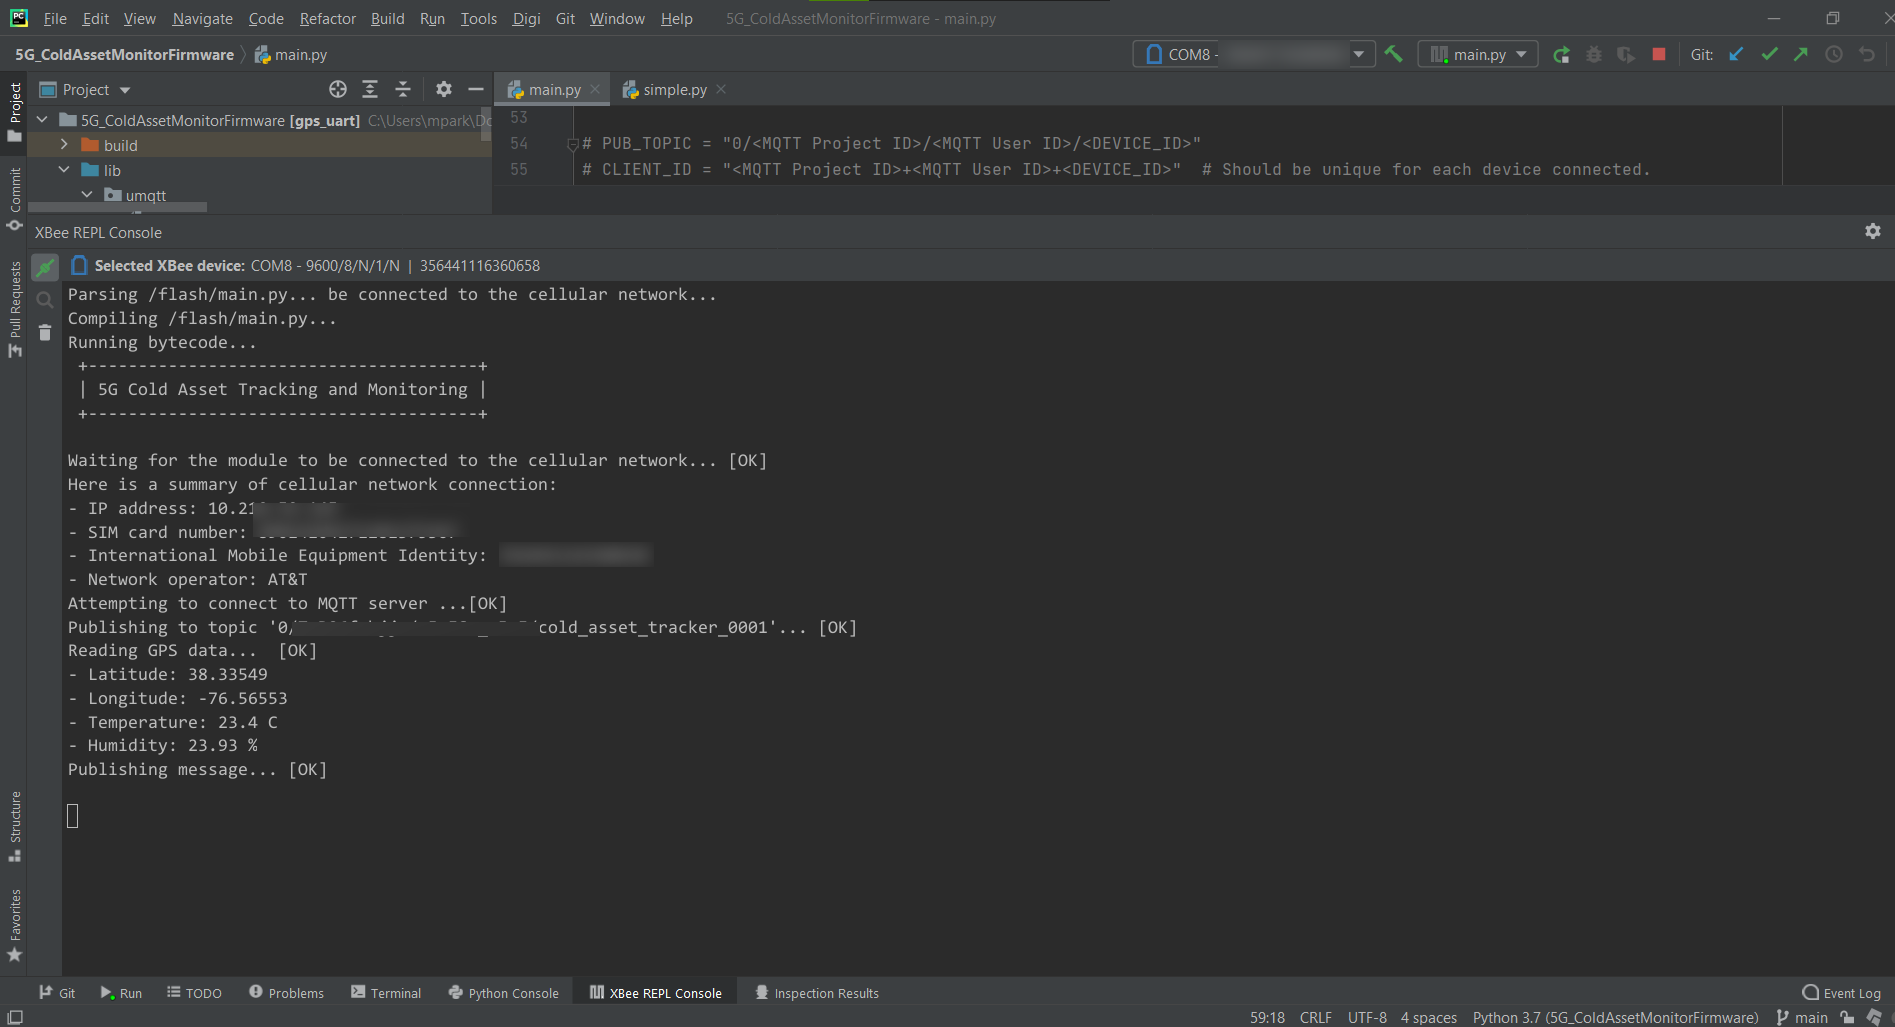 File Edit View Navigate Code Refactor Build Run Tools Digi Git Window Help 5G_ColdAssetMonitorFirmware - main.py
5G_ColdAssetMonitorFirmware main.py COM8 - main.py Git:
Project main.py simple.py
5G_ColdAssetMonitorFirmware [gps_uart] C:\Users\mpark\Do
build
lib
umqtt
53
54 # PUB_TOPIC = "0/<MQTT Project ID>/<MQTT User ID>/<DEVICE_ID>"
55 # CLIENT_ID = "<MQTT Project ID>+<MQTT User ID>+<DEVICE_ID>" # Should be unique for each device connected.
Project
Commit
Pull Requests
Structure
Favorites
XBee REPL Console
Selected XBee device: COM8 - 9600/8/N/1/N | 356441116360658
Parsing /flash/main.py... be connected to the cellular network...
Compiling /flash/main.py...
Running bytecode...
+---------------------------------------+
| 5G Cold Asset Tracking and Monitoring |
+---------------------------------------+
Waiting for the module to be connected to the cellular network... [OK]
Here is a summary of cellular network connection:
- IP address: 10.21
- SIM card number:
- International Mobile Equipment Identity:
- Network operator: AT&T
Attempting to connect to MQTT server ...[OK]
Publishing to topic '0/ cold_asset_tracker_0001'... [OK]
Reading GPS data... [OK]
- Latitude: 38.33549
- Longitude: -76.56553
- Temperature: 23.4 C
- Humidity: 23.93 %
Publishing message... [OK]
Git Run TODO Problems Terminal Python Console XBee REPL Console Inspection Results Event Log
59:18 CRLF UTF-8 4 spaces Python 3.7 (5G_ColdAssetMonitorFirmware) main